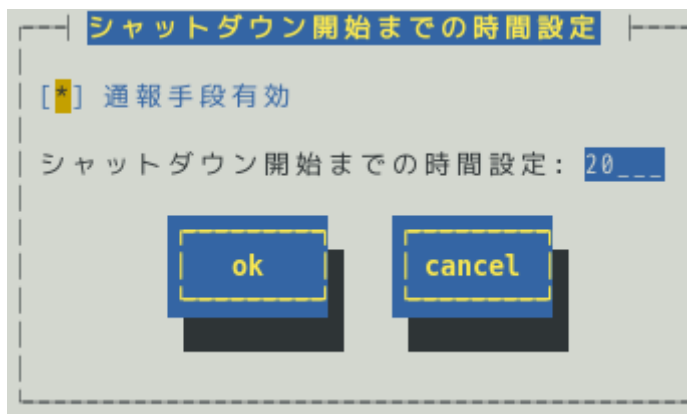 シャットダウン開始までの時間設定
[*] 通報手段有効
シャットダウン開始までの時間設定: 20___
ok cancel